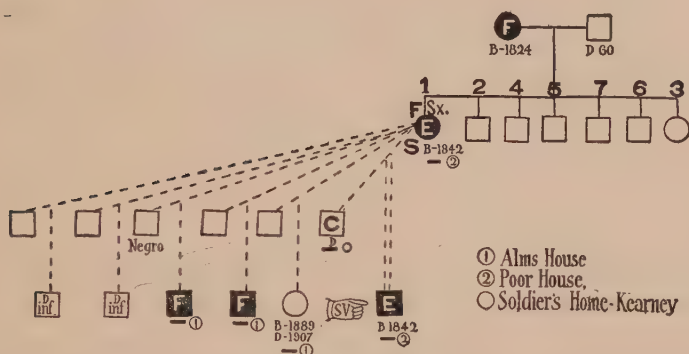 F
B-1824
D 60
1 2 4 5 7 6 3
F Sx.
E
S B-1842
②
C
D
Negro
① Alms House
② Poor House,
Soldier's Home-Kearney
D inf.
D inf
F
①
F
①
B-1889
D-1907
①
SV
E
B 1842
②